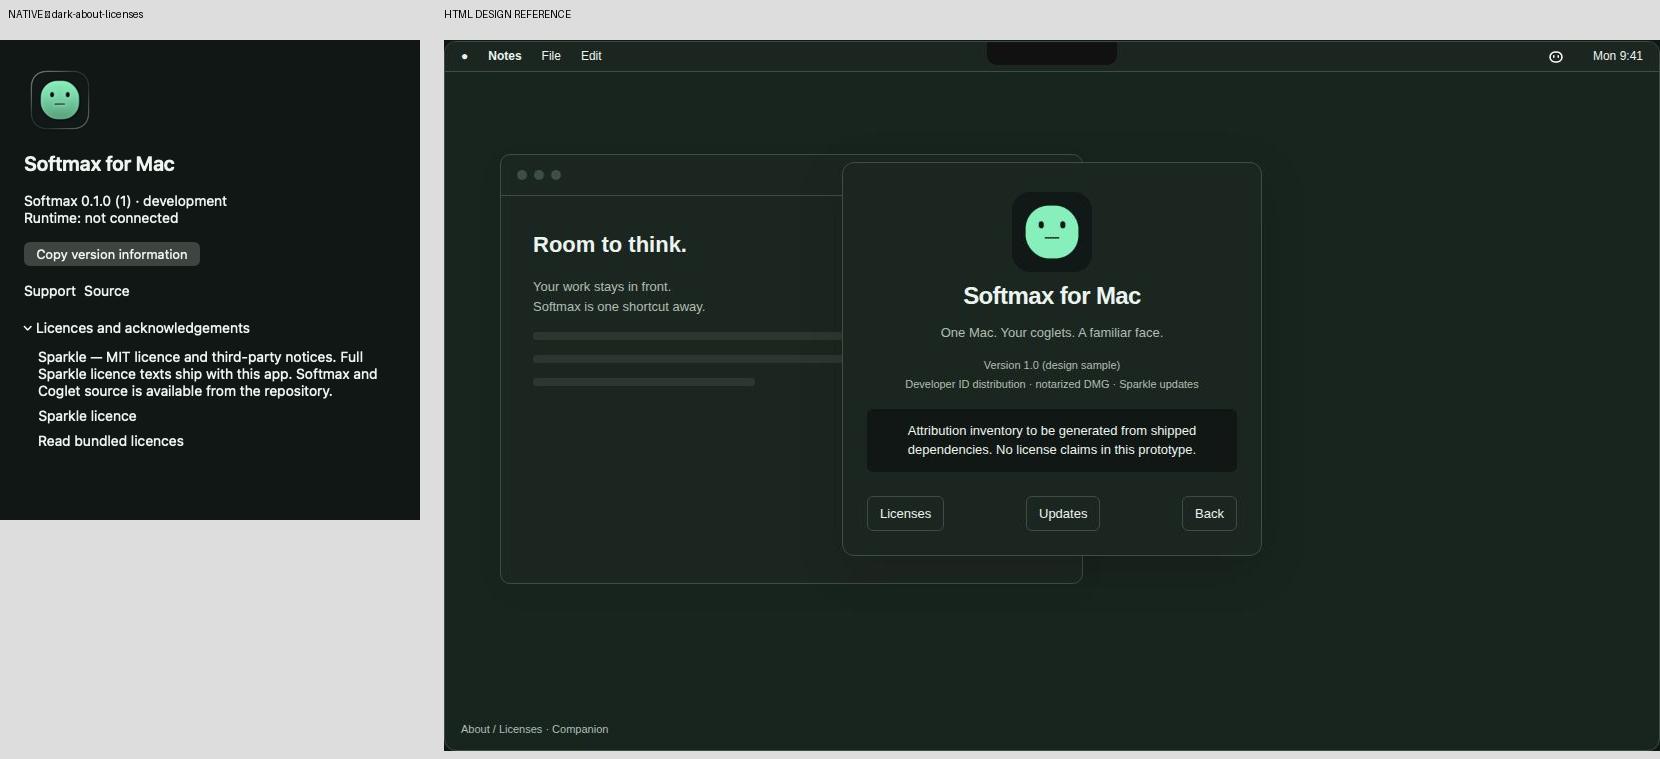 NATIVE dark-about-licenses
Softmax for Mac
Softmax 0.1.0 (1) · development
Runtime: not connected
Copy version information
Support Source
Licences and acknowledgements
Sparkle — MIT licence and third-party notices. Full
Sparkle licence texts ship with this app. Softmax and
Coglet source is available from the repository.
Sparkle licence
Read bundled licences
HTML DESIGN REFERENCE
Notes File Edit
Mon 9:41
Room to think.
Your work stays in front.
Softmax is one shortcut away.
Softmax for Mac
One Mac. Your coglets. A familiar face.
Version 1.0 (design sample)
Developer ID distribution · notarized DMG · Sparkle updates
Attribution inventory to be generated from shipped
dependencies. No license claims in this prototype.
Licenses Updates Back
About / Licenses · Companion